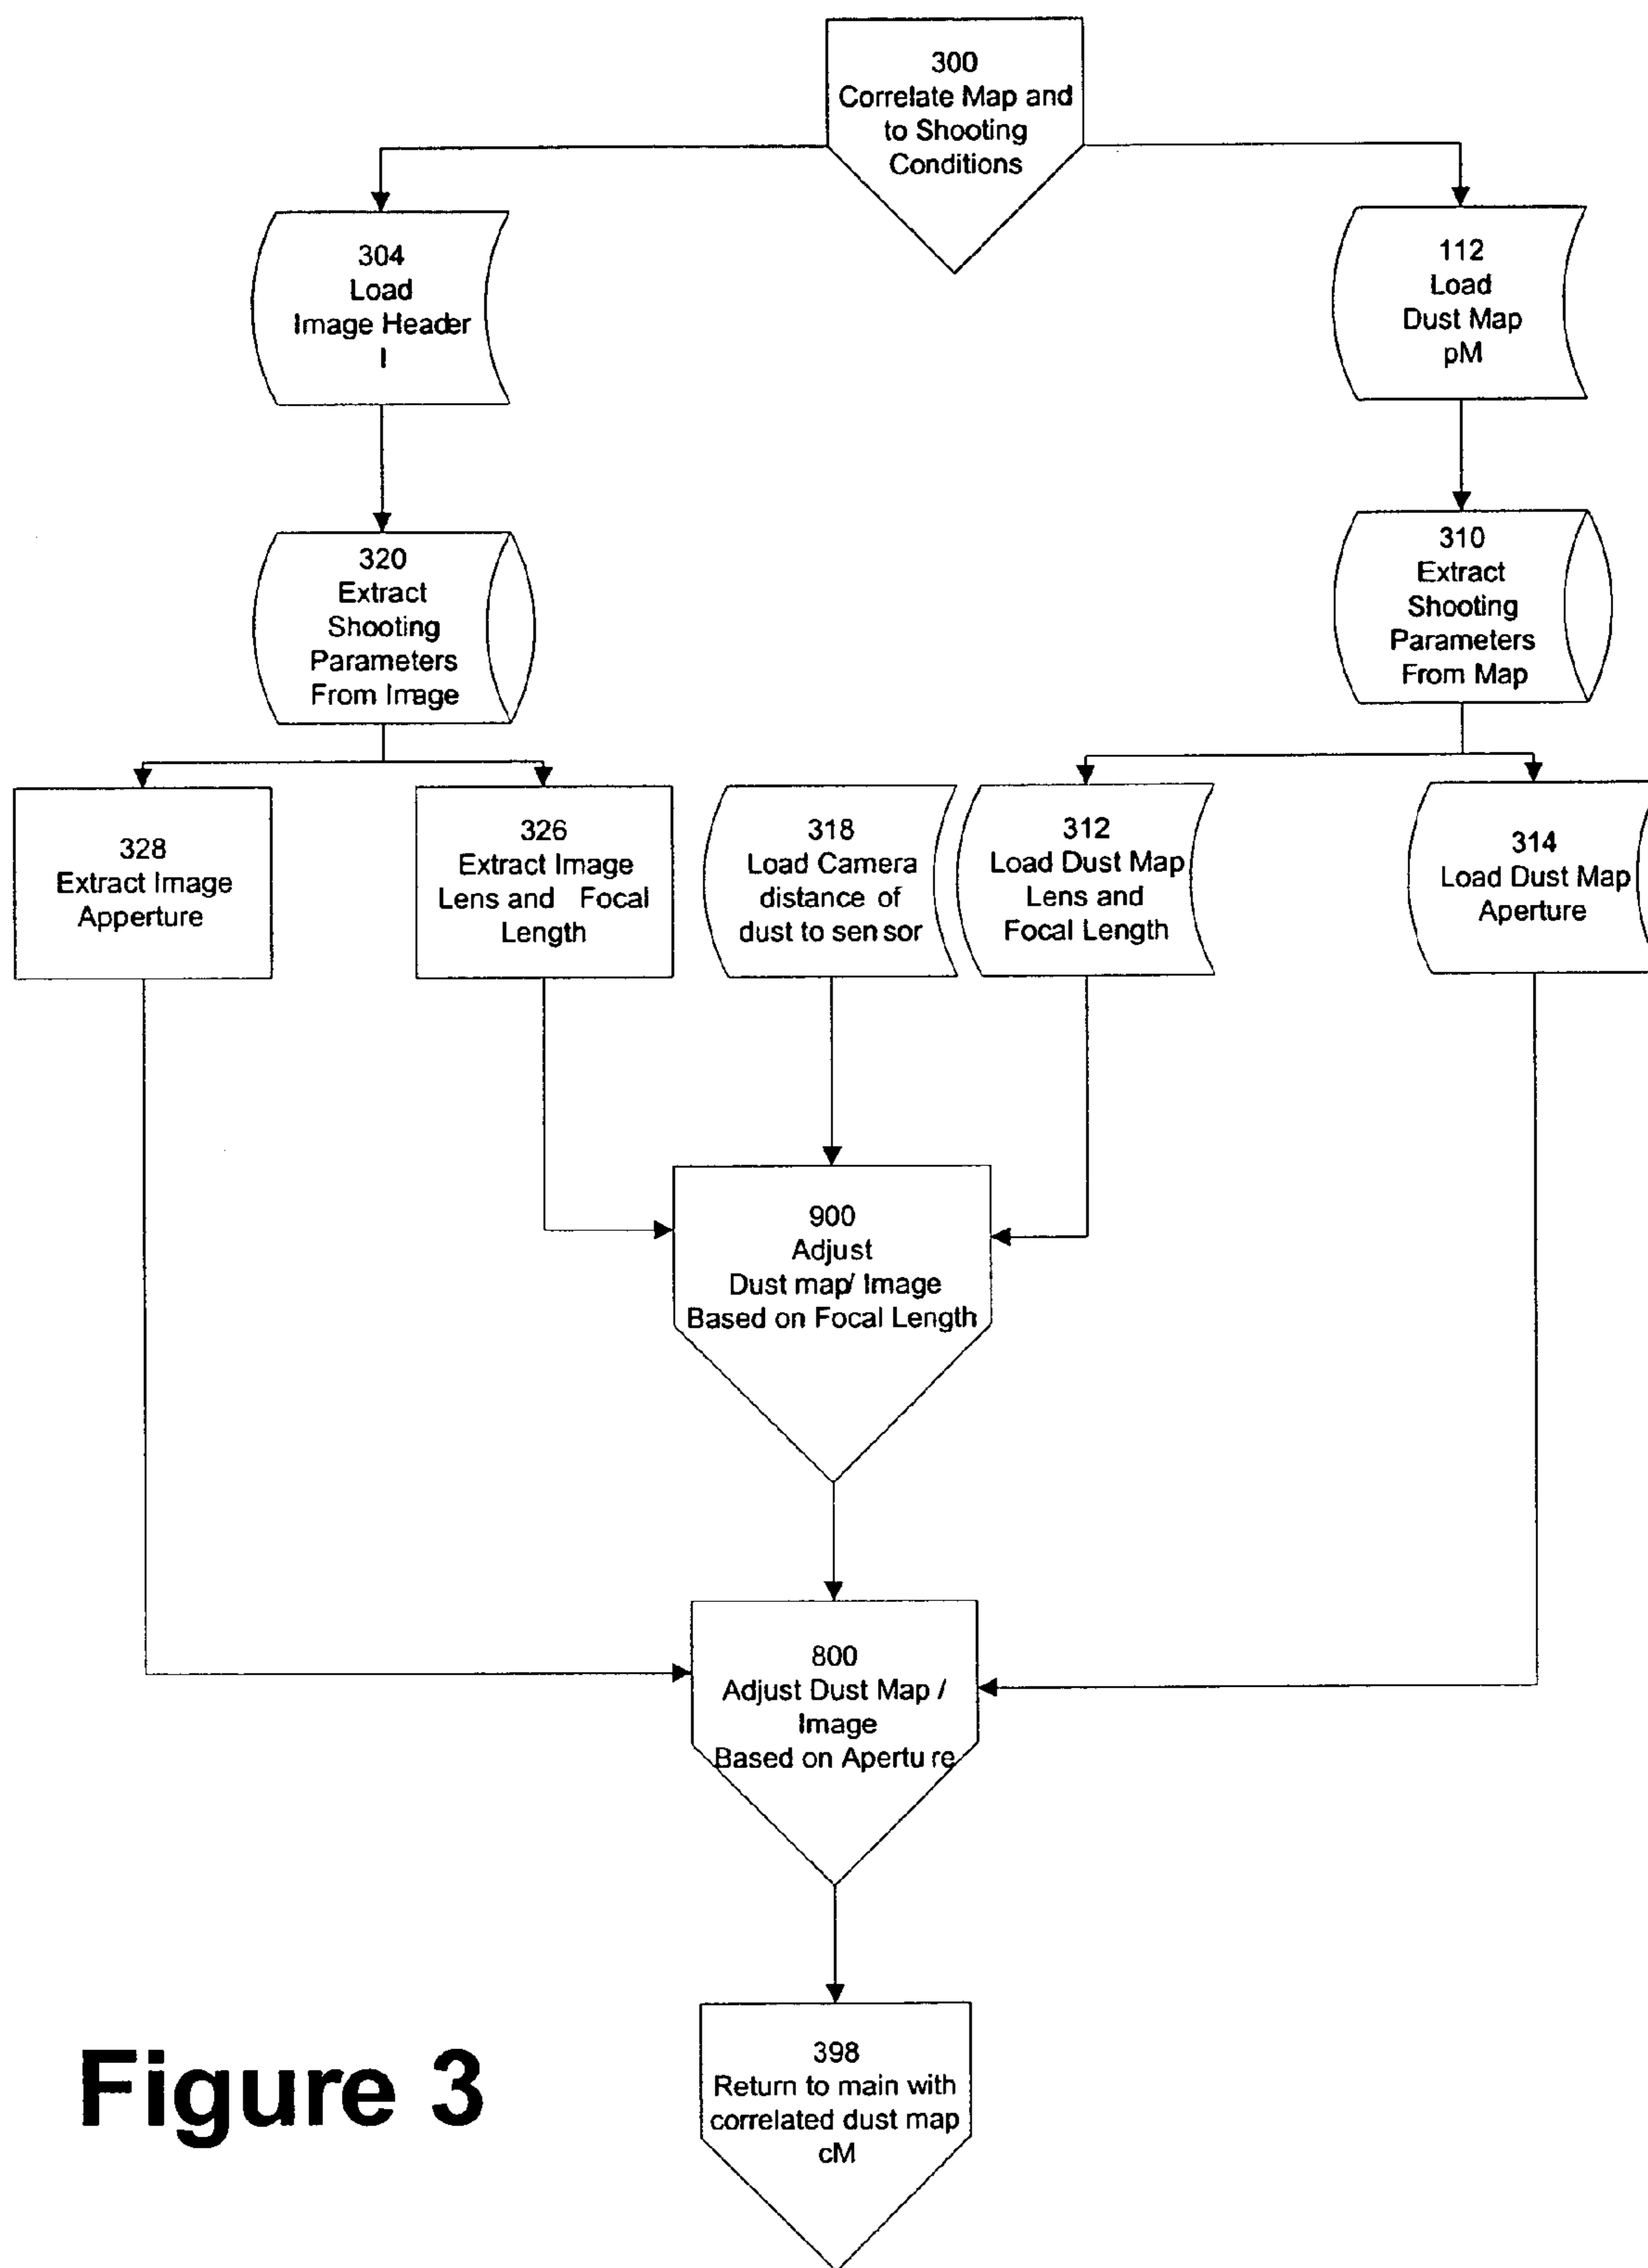 300
Correlate Map and
to Shooting
Conditions
304
Load
Image Header
I
112
Load
Dust Map
pM
320
Extract
Shooting
Parameters
From Image
310
Extract
Shooting
Parameters
From Map
328
Extract Image
Apperture
326
Extract Image
Lens and Focal
Length
318
Load Camera
distance of
dust to sensor
312
Load Dust Map
Lens and
Focal Length
314
Load Dust Map
Aperture
900
Adjust
Dust map/ Image
Based on Focal Length
800
Adjust Dust Map /
Image
Based on Aperture
398
Return to main with
correlated dust map
cM
Figure 3